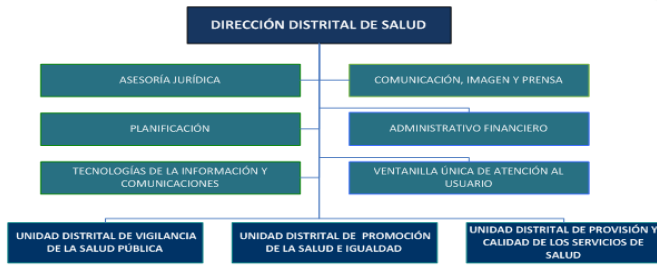 DIRECCIÓN DISTRITAL DE SALUD
ASESORÍA JURÍDICA
COMUNICACIÓN, IMAGEN Y PRENSA
PLANIFICACIÓN
ADMINISTRATIVO FINANCIERO
TECNOLOGÍAS DE LA INFORMACIÓN Y
COMUNICACIONES
VENTANILLA ÚNICA DE ATENCIÓN AL
USUARIO
UNIDAD DISTRITAL DE VIGILANCIA
DE LA SALUD PÚBLICA
UNIDAD DISTRITAL DE PROMOCIÓN
DE LA SALUD E IGUALDAD
UNIDAD DISTRITAL DE PROVISIÓN Y
CALIDAD DE LOS SERVICIOS DE
SALUD